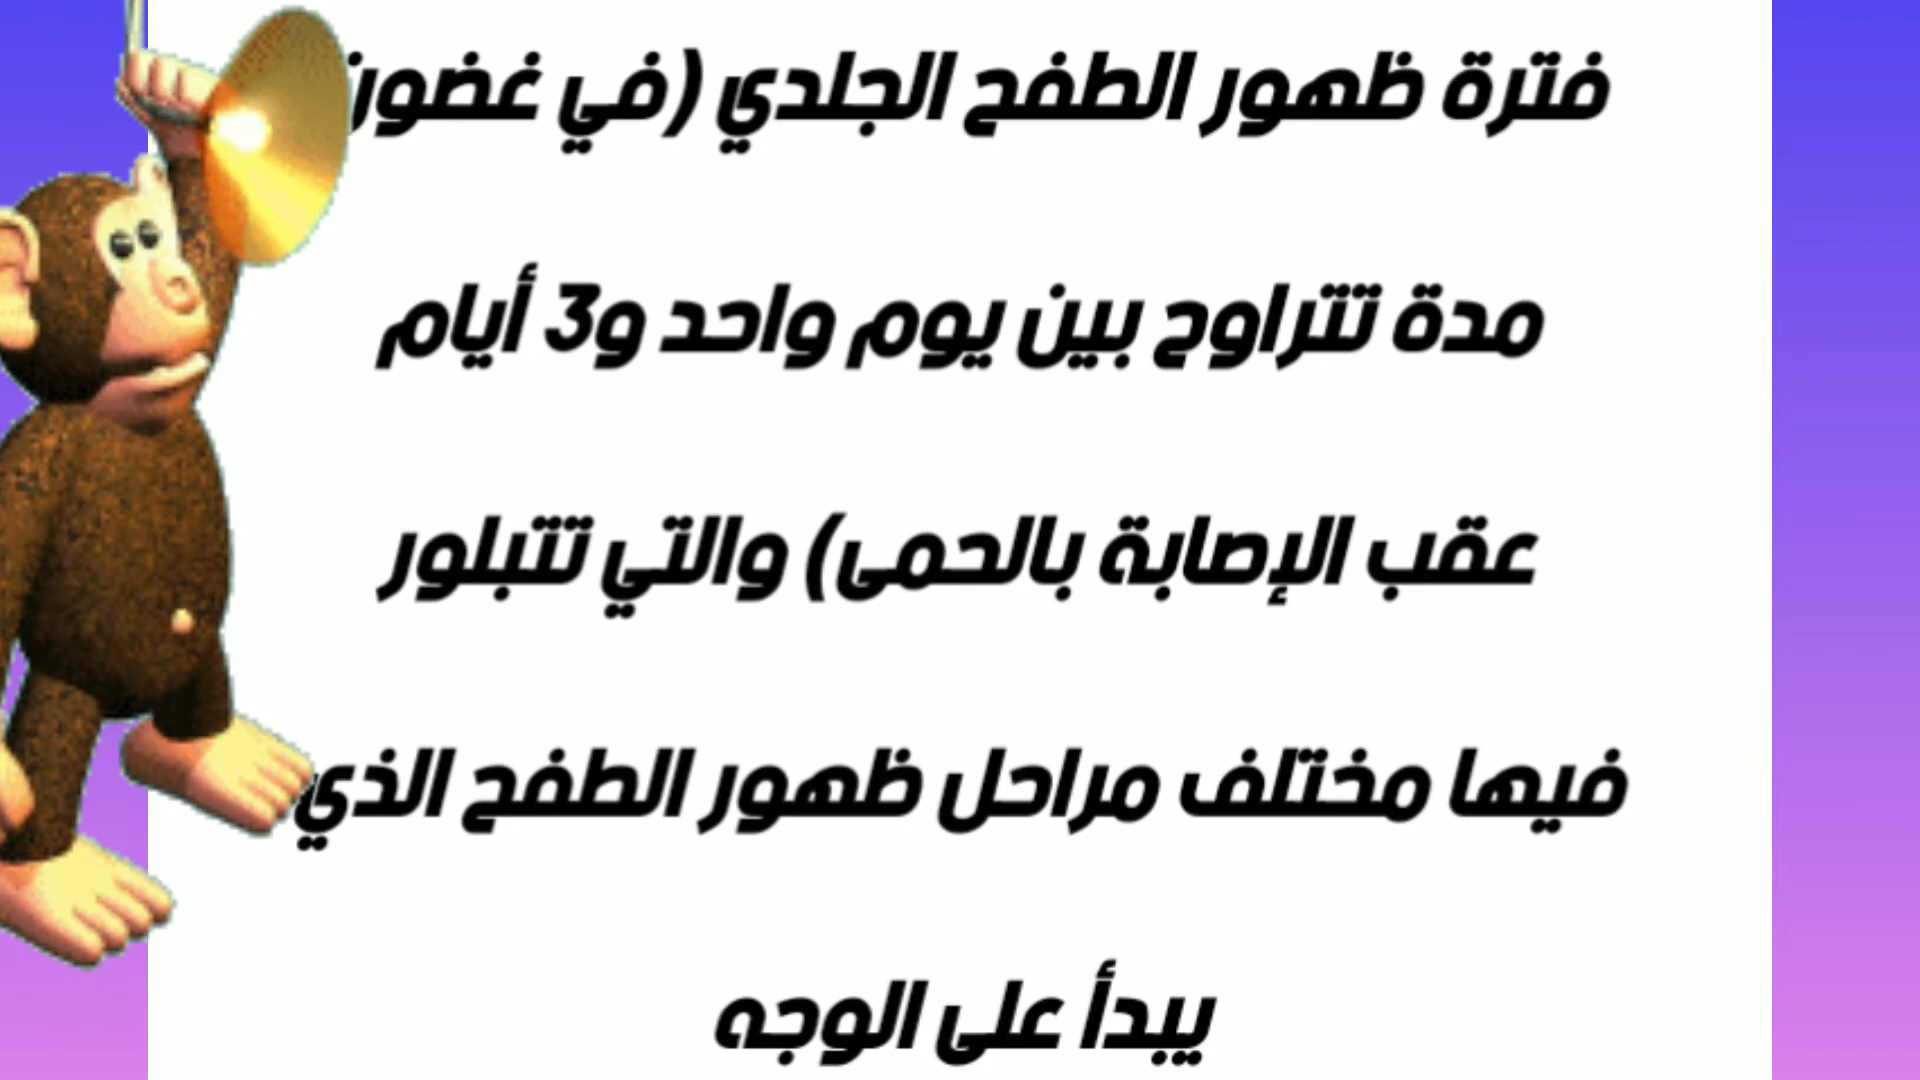 فترة ظهور الطفح الجلدي (في غضون
مدة تتراوح بين يوم واحد و3 أيام
عقب الإصابة بالحمى) والتي تتبلور
فيها مختلف مراحل ظهور الطفح الذي
يبدأ على الوجه